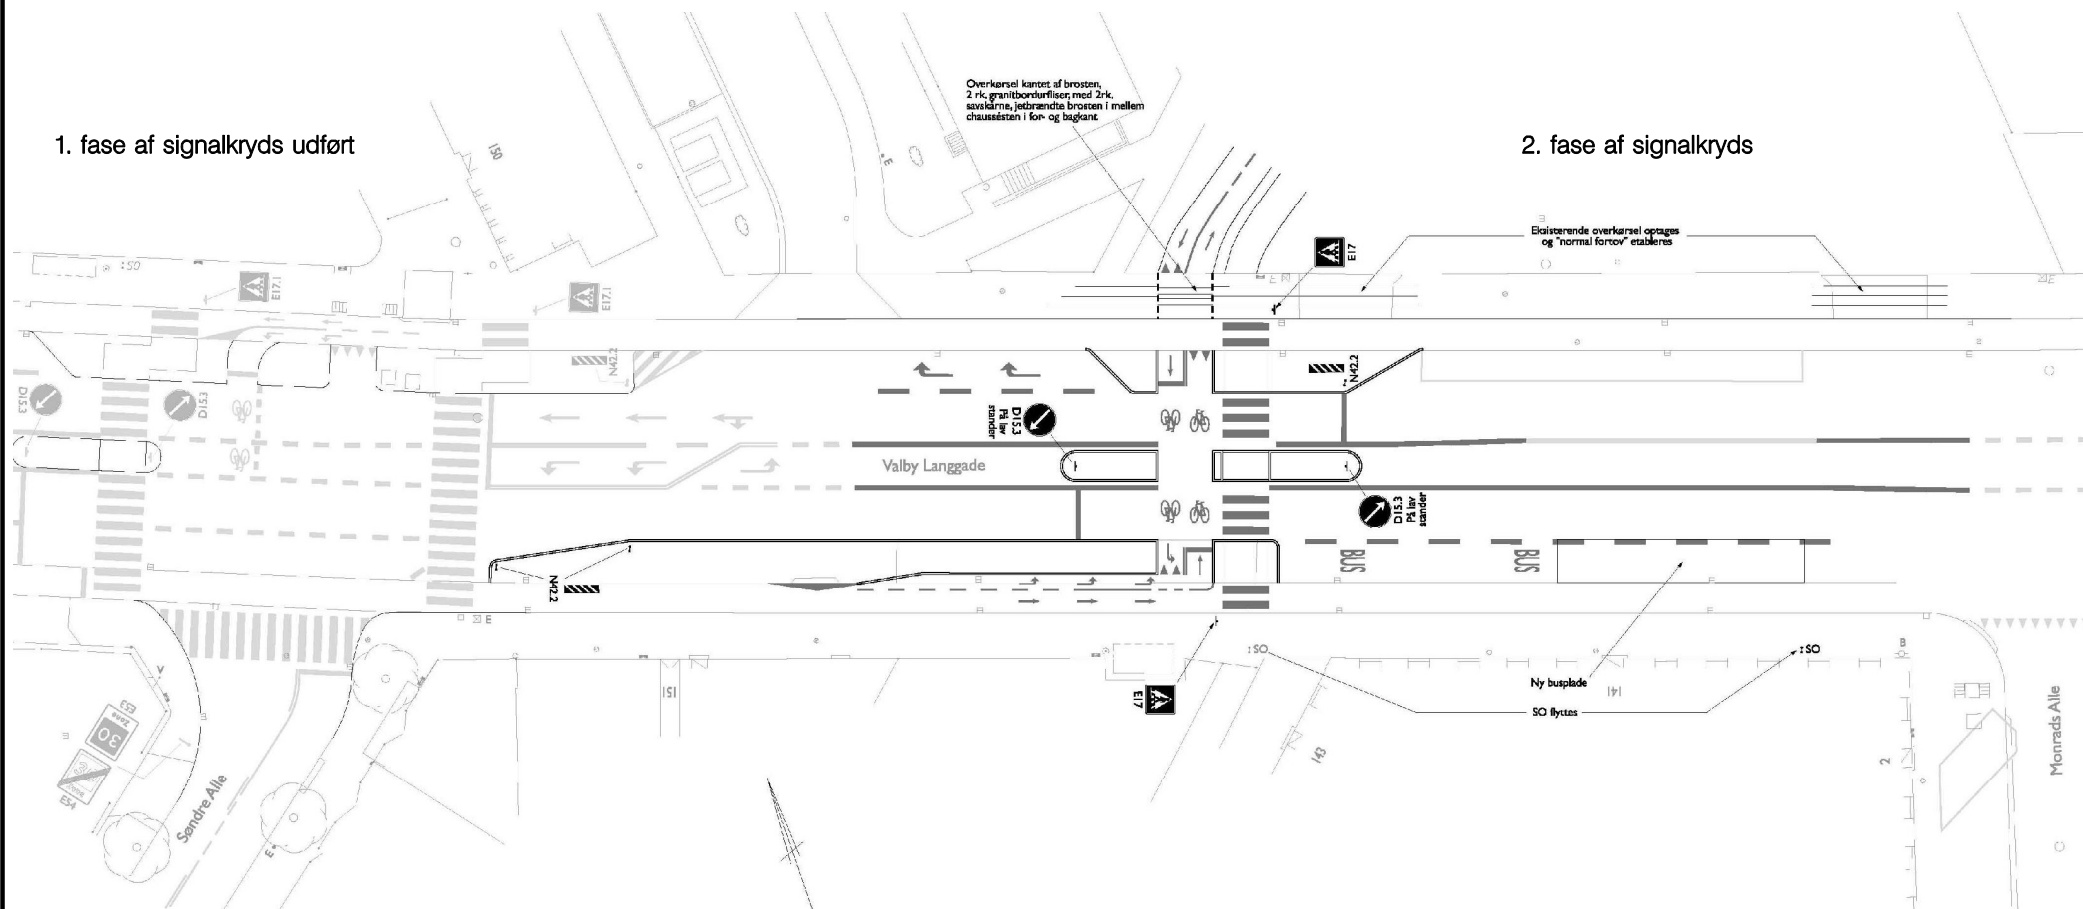 1. fase af signalkryds udført
2. fase af signalkryds
Overkørsel kantet af brosten,
2 rk. granitbordurfliser, med 2rk.
savskårne, jetbrændte brosten i mellem
chaussésten i for- og bagkant
Eksisterende overkørsel optages
og "normal fortov" etableres
150
E
:SO
E17.1
E17.1
E17
E
E
N42.2
N42.2
D15.3
D15.3
D15.3
På lav
stander
Valby Langgade
D15.3
På lav
stander
BUS
BUS
N42.2
E
E17
:SO
:SO
B
Ny busplade
SO flyttes
151
141
143
2
V
E53
30
Zone
E54
E
Søndre Alle
Monrads Alle